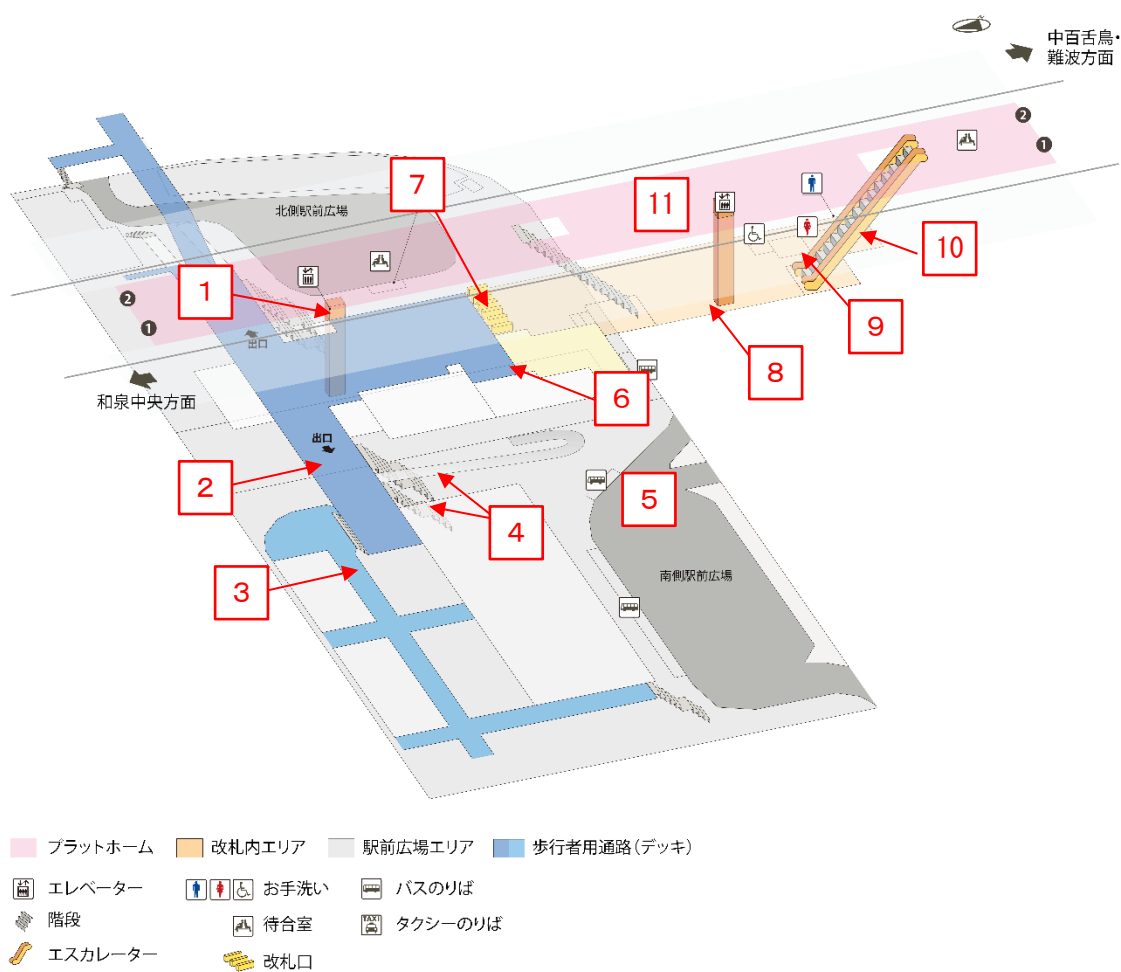 中百舌鳥・
難波方面
2
1
7
11
北側駅前広場
10
1
2
1
9
出口
8
和泉中央方面
6
出口
2
5
4
南側駅前広場
3
プラットホーム
改札内エリア
駅前広場エリア
歩行者用通路（デッキ）
エレベーター
お手洗い
バスのりば
階段
待合室
TAXI
タクシーのりば
エスカレーター
改札口